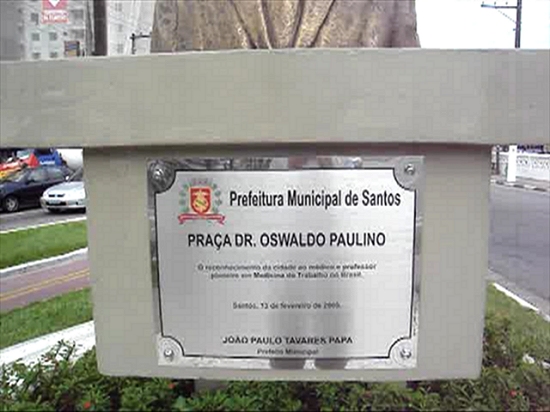 Prefeitura Municipal de Santos
PRAÇA DR. OSWALDO PAULINO
O reconhecimento da cidade ao médico e professor
pioneiro em Medicina do Trabalho no Brasil.
Santos, 12 de fevereiro de 2005.
JOÃO PAULO TAVARES PAPA
Prefeito Municipal